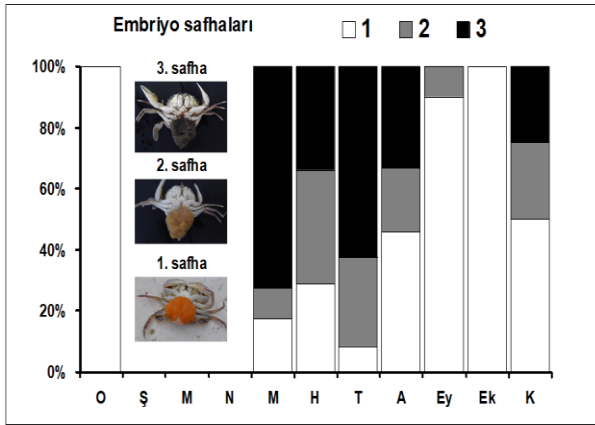 Embriyo safhaları 1 2 3
100%
80%
60%
40%
20%
0%
3. safha
2. safha
1. safha
O Ş M N M H T A Ey Ek K